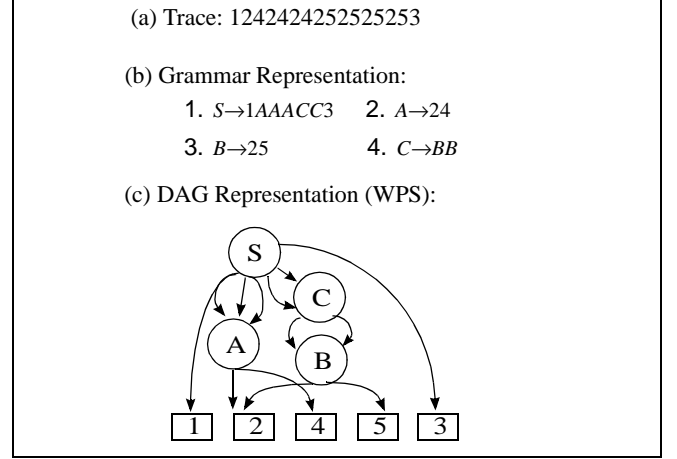 (a) Trace: 1242424252525253
(b) Grammar Representation:
1. S→1AAACC3 2. A→24
3. B→25 4. C→BB
(c) DAG Representation (WPS):
S
C
A
B
1 2 4 5 3